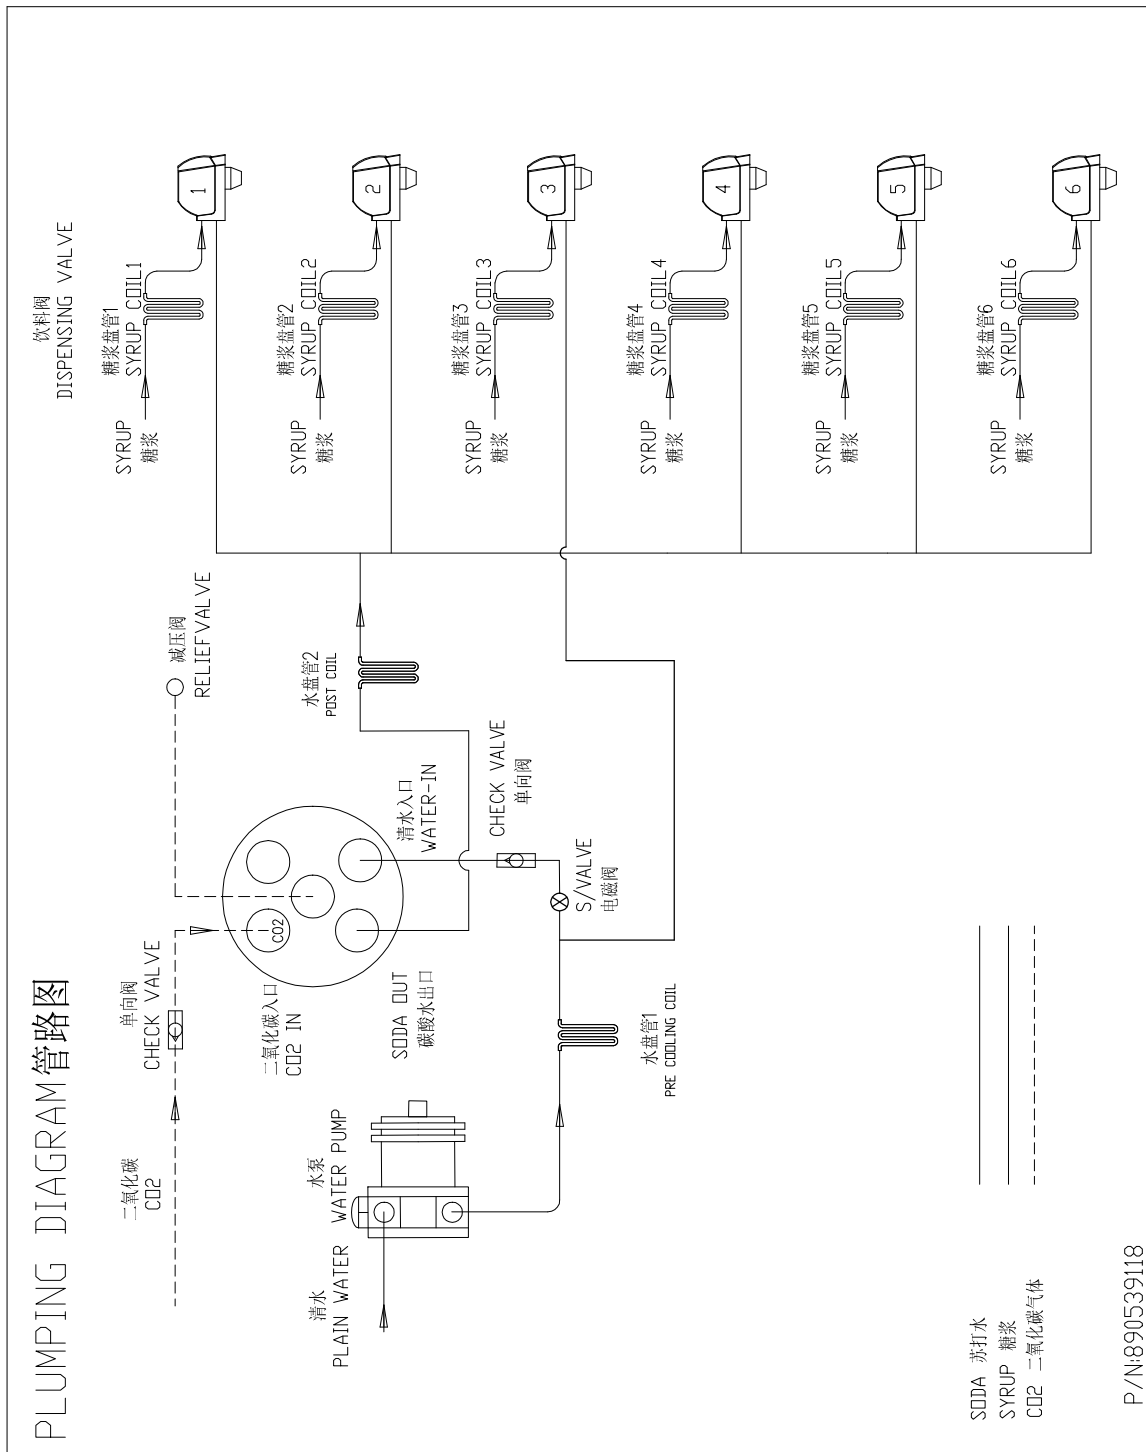 PLUMPING DIAGRAM管路图
饮料阀
DISPENSING VALVE
糖浆盘管1
SYRUP COIL1
SYRUP
糖浆
1
糖浆盘管2
SYRUP COIL2
SYRUP
糖浆
2
糖浆盘管3
SYRUP COIL3
SYRUP
糖浆
3
糖浆盘管4
SYRUP COIL4
SYRUP
糖浆
4
糖浆盘管5
SYRUP COIL5
SYRUP
糖浆
5
糖浆盘管6
SYRUP COIL6
SYRUP
糖浆
6
二氧化碳
CO2
单向阀
CHECK VALVE
减压阀
RELIEFVALVE
二氧化碳入口
CO2 IN
CO2
SODA OUT
碳酸水出口
清水入口
WATER-IN
水盘管2
POST COIL
CHECK VALVE
单向阀
S/VALVE
电磁阀
清水
PLAIN WATER
水泵
WATER PUMP
水盘管1
PRE COOLING COIL
SODA 苏打水
SYRUP 糖浆
CO2 二氧化碳气体
P/N:890539118